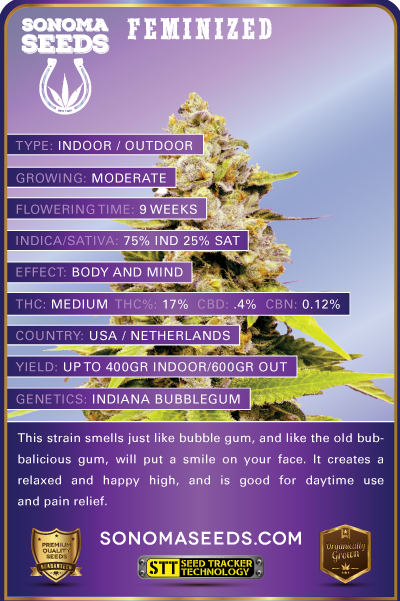 SONOMA
SEEDS
FEMINIZED
TYPE: INDOOR / OUTDOOR
GROWING: MODERATE
FLOWERING TIME: 9 WEEKS
INDICA/SATIVA: 75% IND 25% SAT
EFFECT: BODY AND MIND
THC: MEDIUM THC%: 17% CBD: .4% CBN: 0.12%
COUNTRY: USA / NETHERLANDS
YIELD: UP TO 400GR INDOOR/600GR OUT
GENETICS: INDIANA BUBBLEGUM
This strain smells just like bubble gum, and like the old bub-
balicious gum, will put a smile on your face. It creates a
relaxed and happy high, and is good for daytime use
and pain relief.
PREMIUM
QUALITY
SEEDS
GUARANTEED
SONOMASEEDS.COM
STT SEED TRACKER
TECHNOLOGY
Organically
Grown